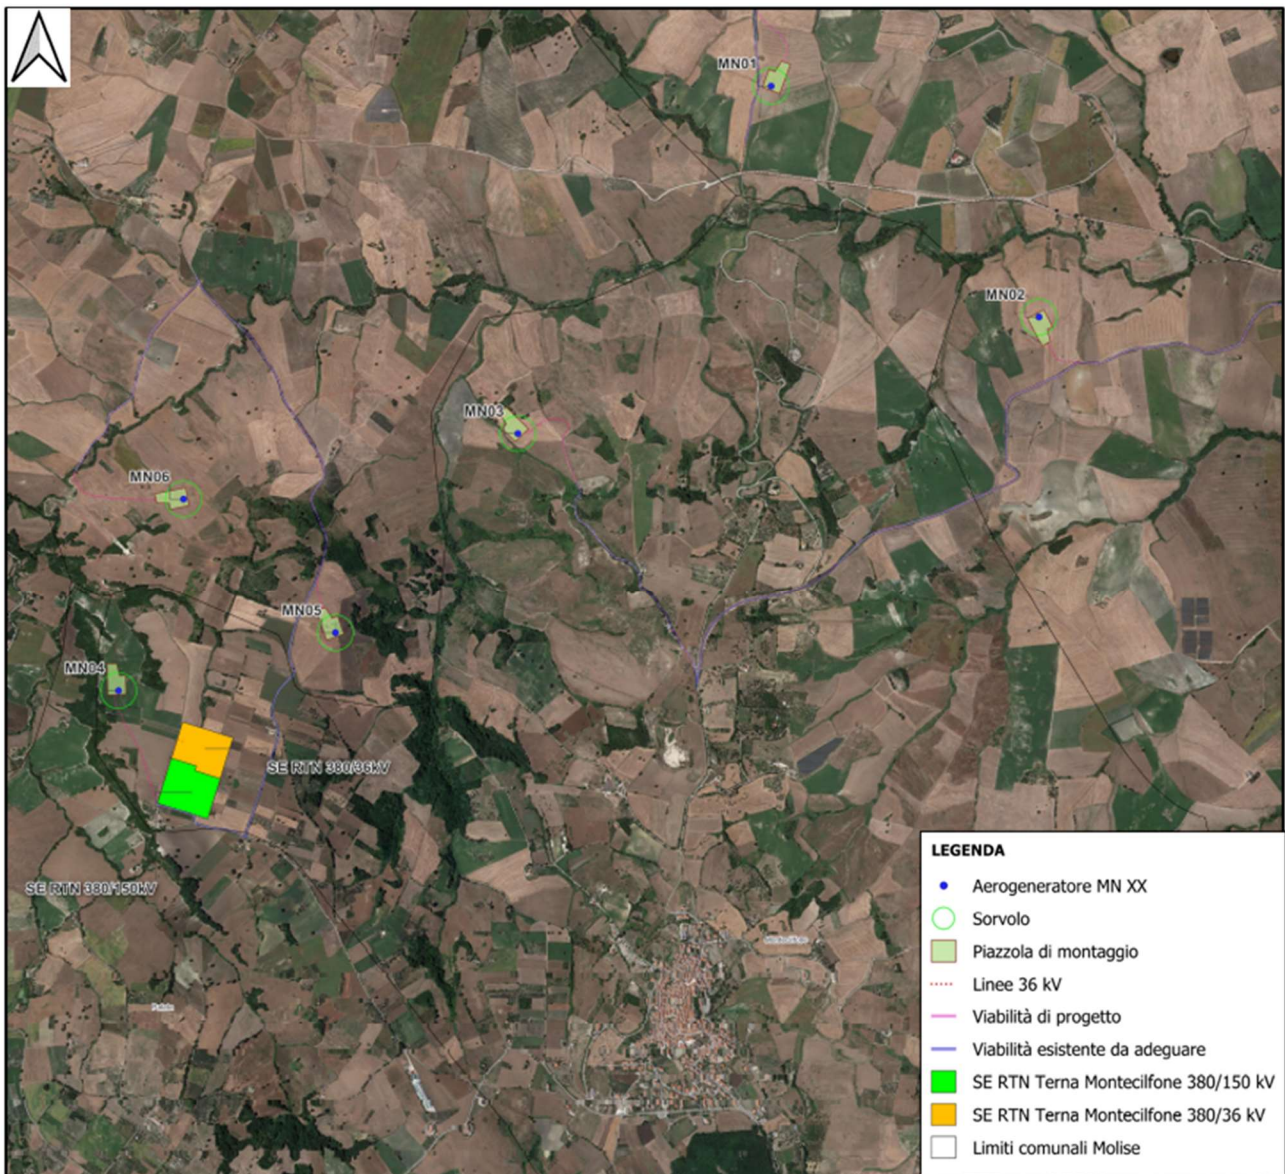 MN01
MN02
MN03
MN06
MN05
MN04
SE RTN 380/36kV
SE RTN 380/150kV
LEGENDA
Aerogeneratore MN XX
Sorvolo
Piazzola di montaggio
Linee 36 kV
Viabilità di progetto
Viabilità esistente da adeguare
SE RTN Terna Montecilfone 380/150 kV
SE RTN Terna Montecilfone 380/36 kV
Limiti comunali Molise